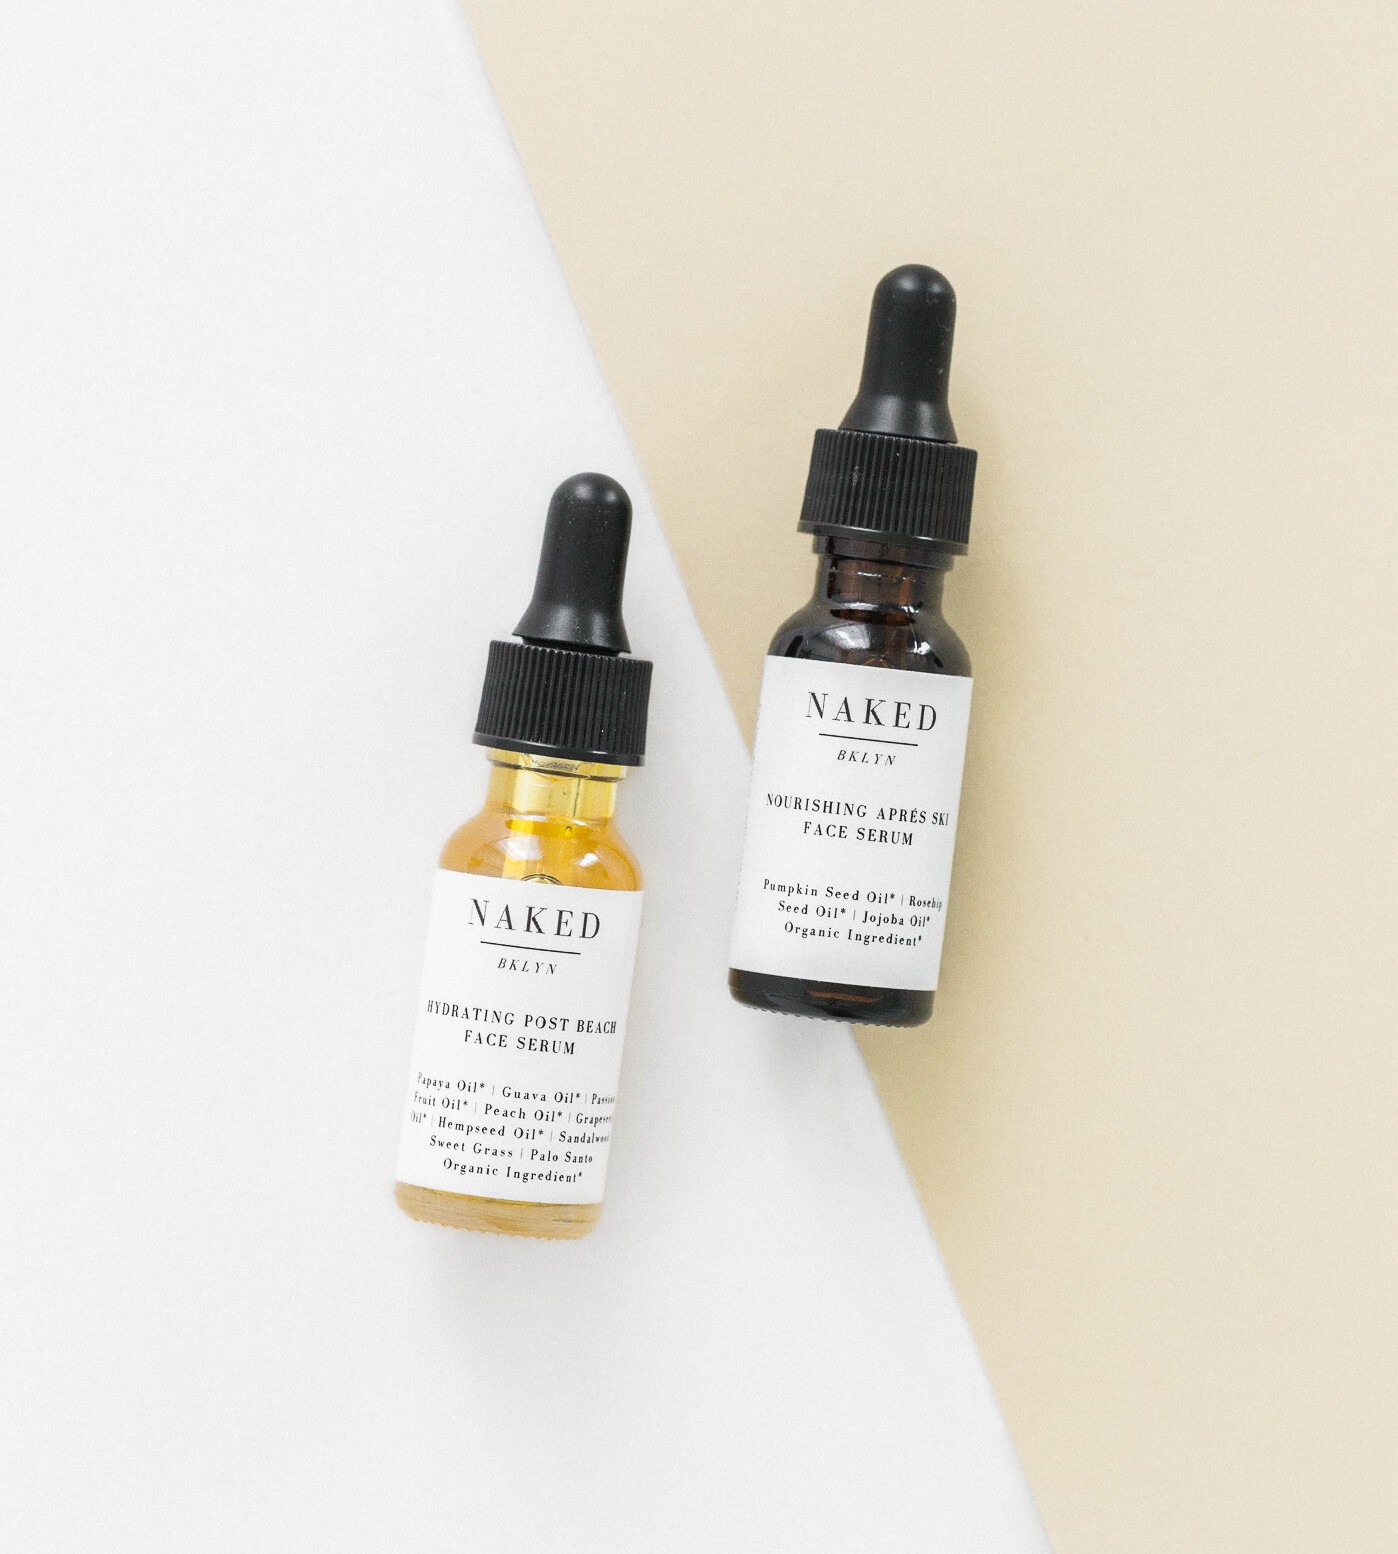 NAKED
BKLYN
HYDRATING POST BEACH
FACE SERUM
Papaya Oil* | Guava Oil* |
Fruit Oil* | Peach Oil* |
Oil* | Hempseed Oil* | Sandalwood
Sweet Grass | Palo Santo
Organic Ingredient*
NAKED
BKLYN
NOURISHING APRÉS SKI
FACE SERUM
Pumpkin Seed Oil* | Rosehip
Seed Oil* | Jojoba Oil*
Organic Ingredient*